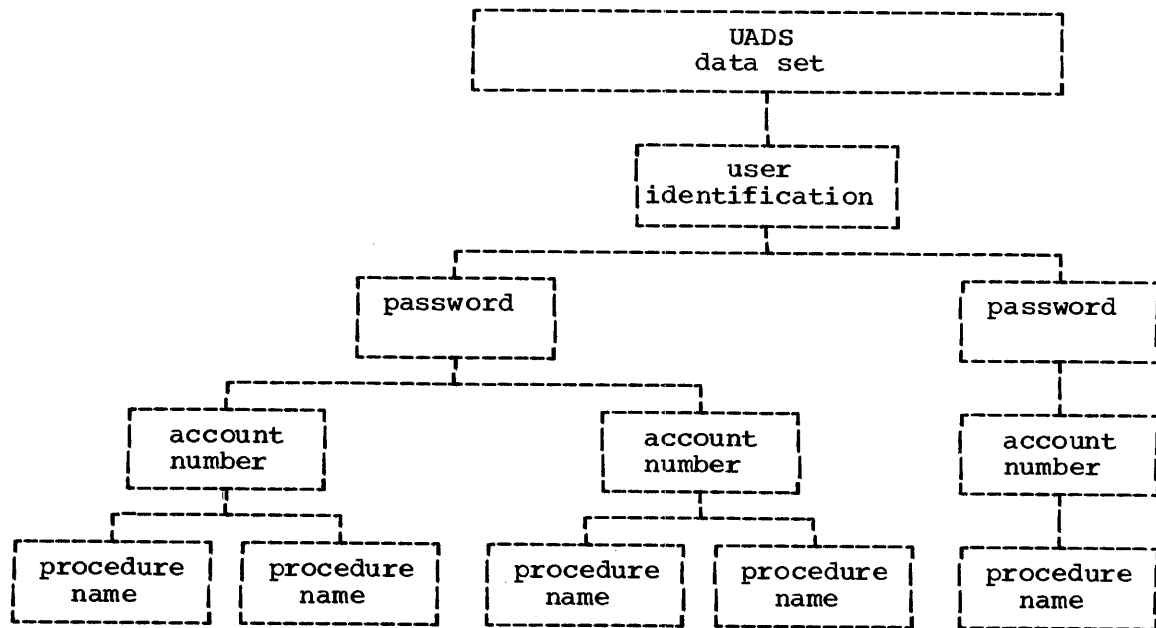 UADS
data set
user
identification
password
password
account
number
account
number
account
number
procedure
name
procedure
name
procedure
name
procedure
name
procedure
name